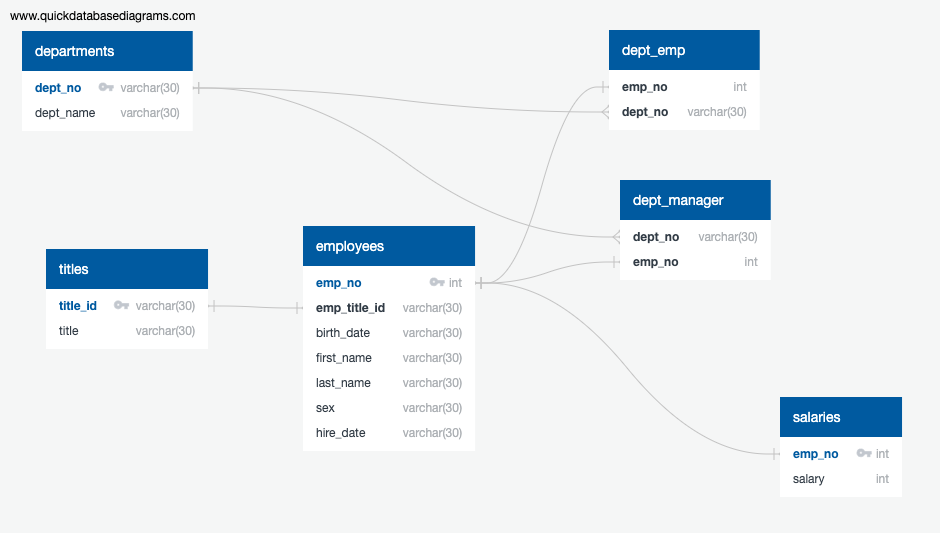 www.quickdatabasediagrams.com
departments
dept_no varchar(30)
dept_name varchar(30)
dept_emp
emp_no int
dept_no varchar(30)
dept_manager
dept_no varchar(30)
emp_no int
titles
title_id varchar(30)
title varchar(30)
employees
emp_no int
emp_title_id varchar(30)
birth_date varchar(30)
first_name varchar(30)
last_name varchar(30)
sex varchar(30)
hire_date varchar(30)
salaries
emp_no int
salary int